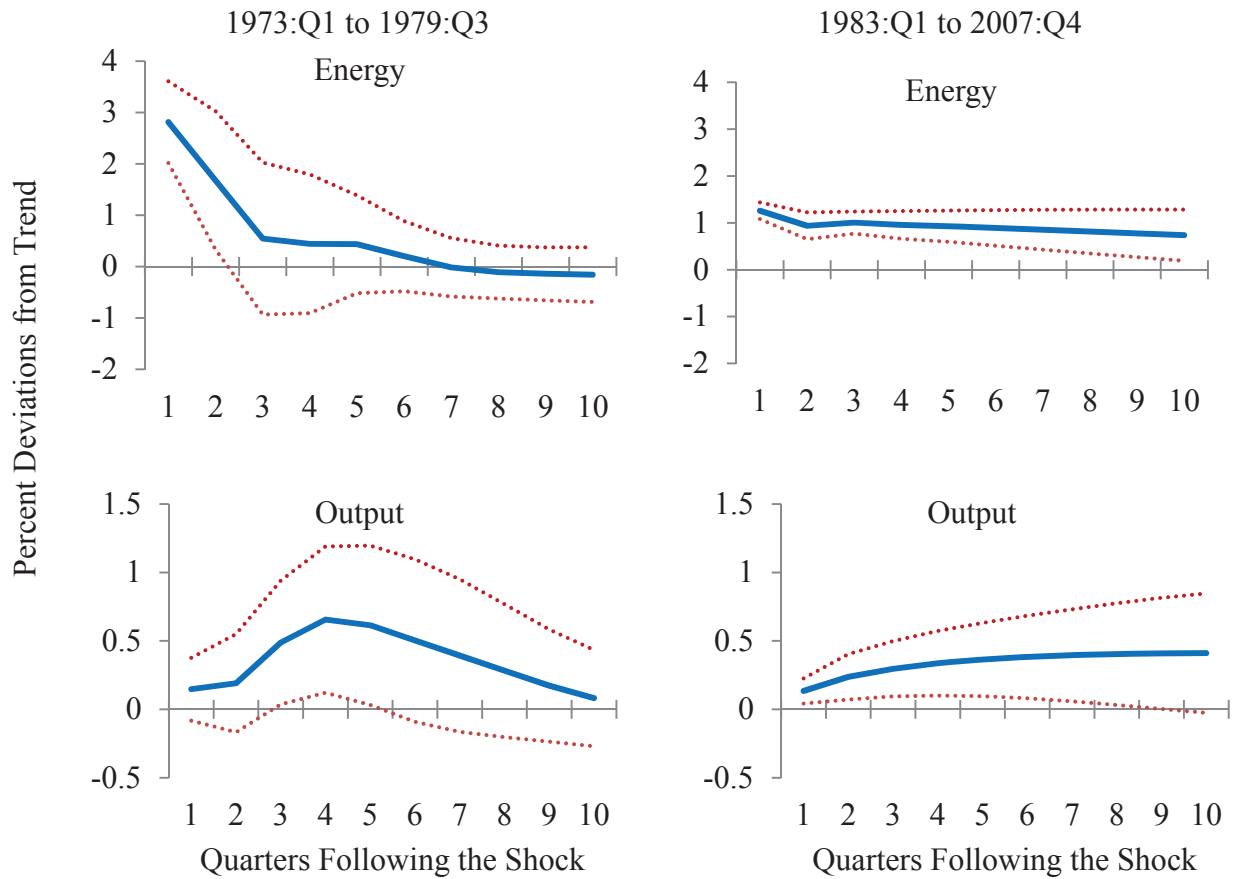 1973:Q1 to 1979:Q3
1983:Q1 to 2007:Q4
Percent Deviations from Trend
Energy
4
3
2
1
0
-1
-2
1 2 3 4 5 6 7 8 9 10
Energy
4
3
2
1
0
-1
-2
1 2 3 4 5 6 7 8 9 10
Output
1.5
1
0.5
0
-0.5
1 2 3 4 5 6 7 8 9 10
Quarters Following the Shock
Output
1.5
1
0.5
0
-0.5
1 2 3 4 5 6 7 8 9 10
Quarters Following the Shock